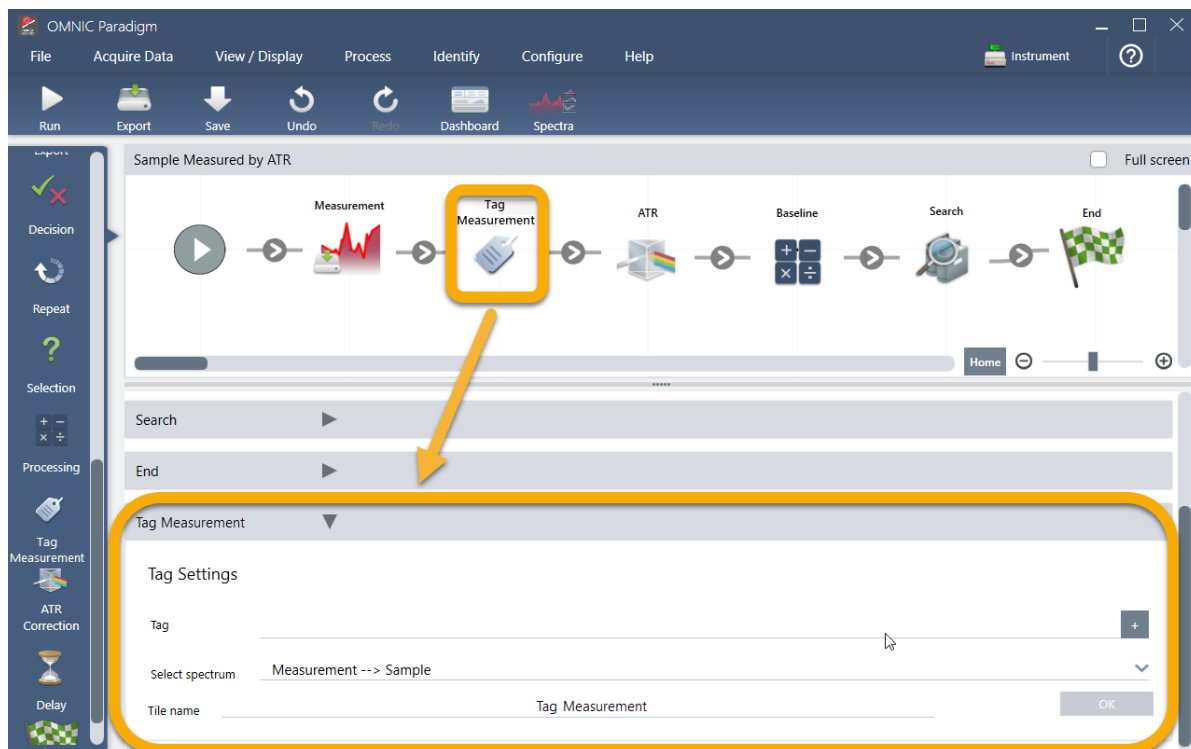 OMNIC Paradigm
File Acquire Data View / Display Process Identify Configure Help Instrument
Run Export Save Undo Redo Dashboard Spectra
Export
Decision
Repeat
Selection
Processing
Tag
Measurement
ATR
Correction
Delay
Sample Measured by ATR Full screen
Measurement
Tag
Measurement
ATR
Baseline
Search
End
Home
Search
End
Tag Measurement
Tag Settings
Tag +
Select spectrum Measurement --> Sample
Tile name Tag Measurement OK